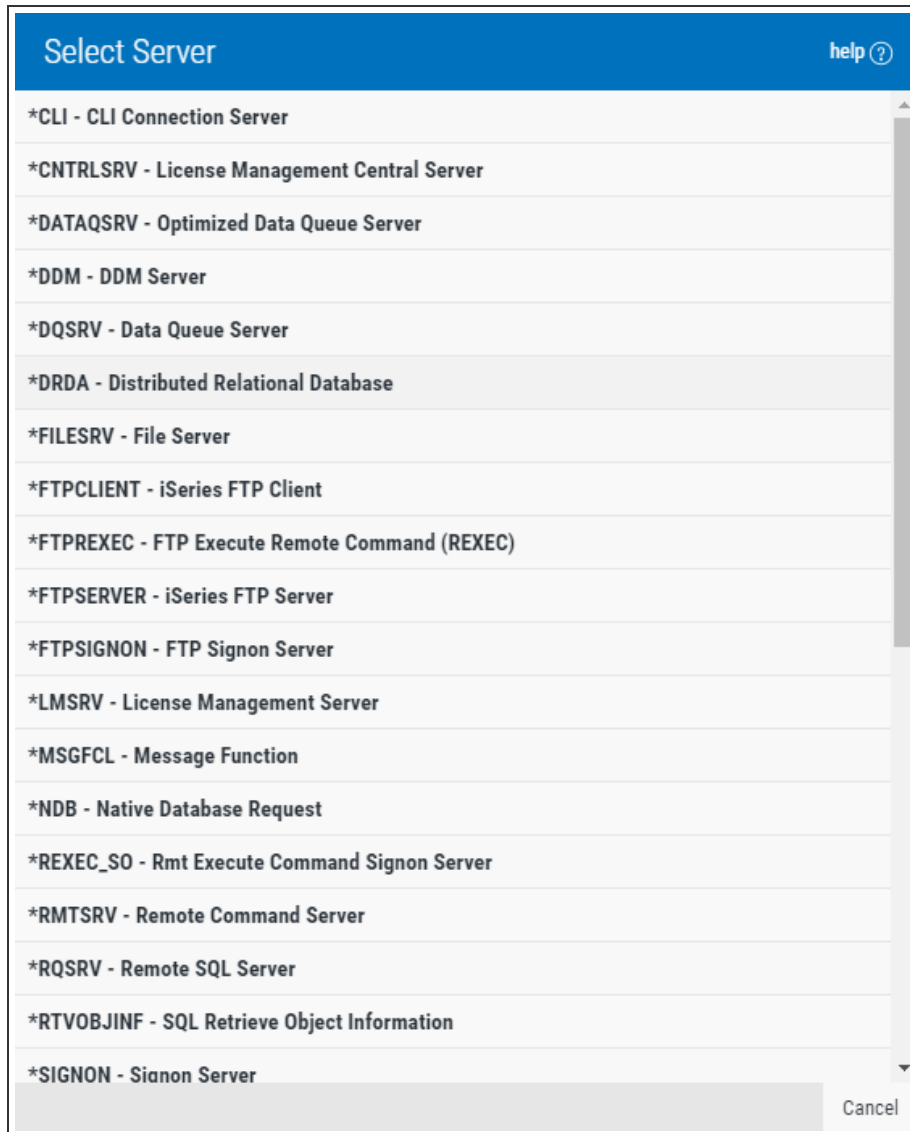 Select Server
help ?
*CLI - CLI Connection Server
*CNTRLSRV - License Management Central Server
*DATAQSRV - Optimized Data Queue Server
*DDM - DDM Server
*DQSRV - Data Queue Server
*DRDA - Distributed Relational Database
*FILESRV - File Server
*FTPCLIENT - iSeries FTP Client
*FTPREXEC - FTP Execute Remote Command (REXEC)
*FTPSERVER - iSeries FTP Server
*FTPSIGNON - FTP Signon Server
*LMSRV - License Management Server
*MSGFCL - Message Function
*NDB - Native Database Request
*REXEC_SO - Rmt Execute Command Signon Server
*RMTSRV - Remote Command Server
*RQSRV - Remote SQL Server
*RTVOBJINF - SQL Retrieve Object Information
*SIGNON - Signon Server
Cancel